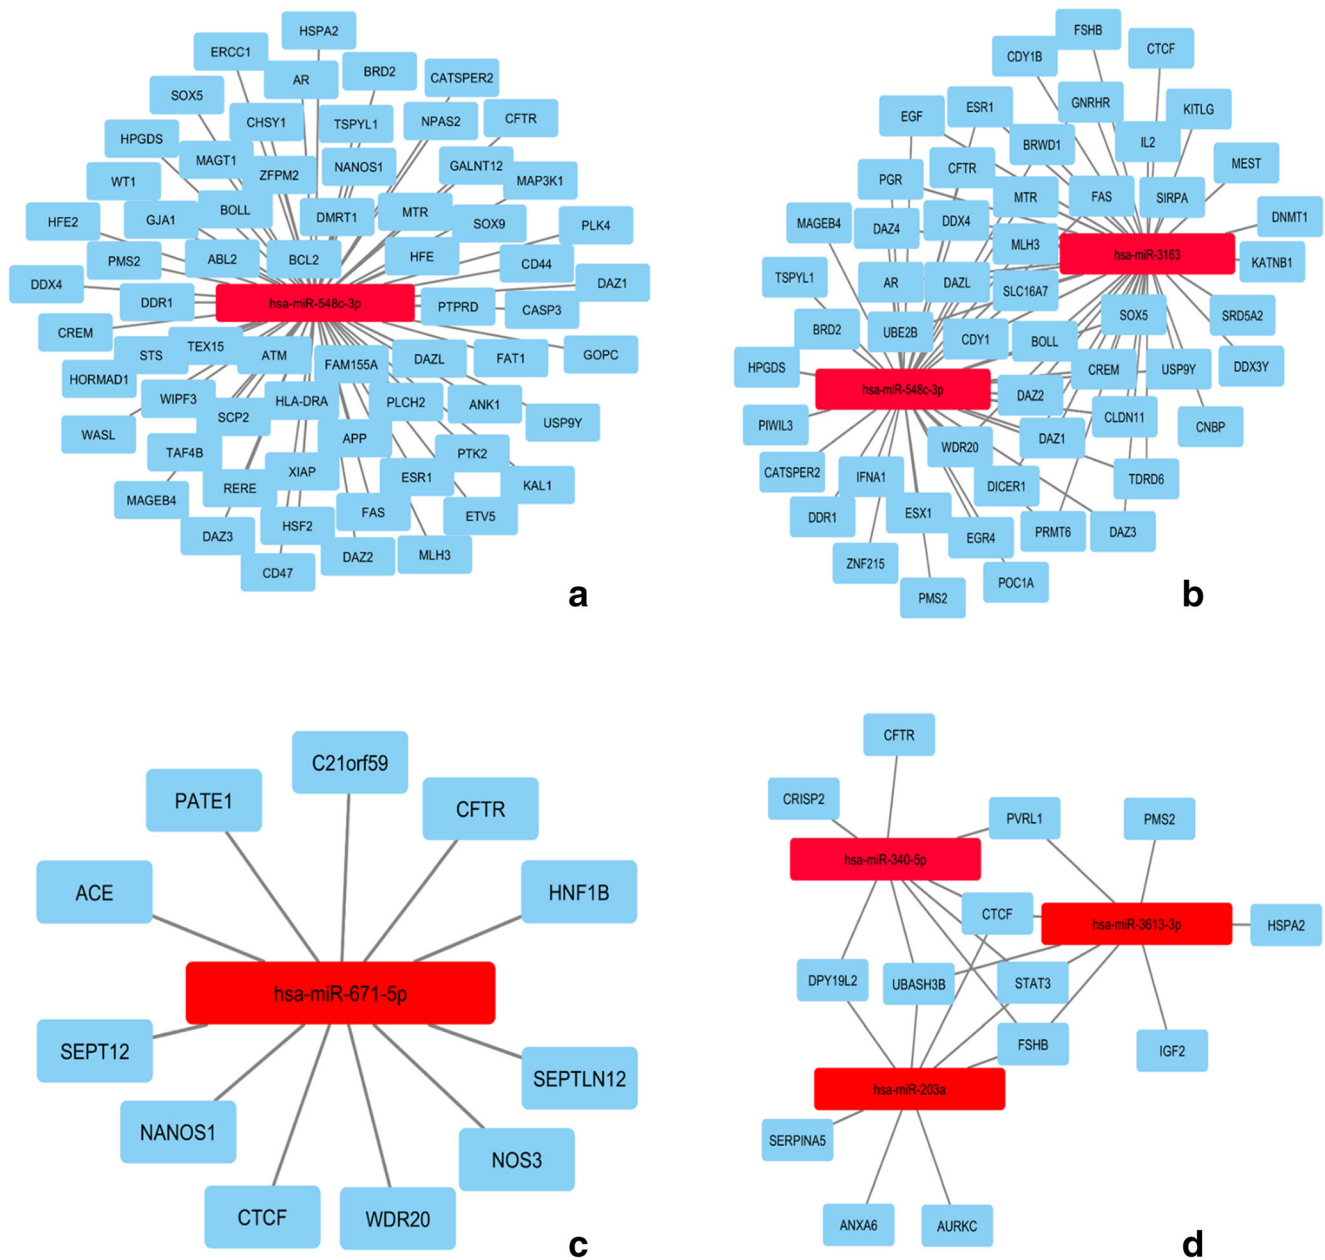 HSPA2
ERCC1
AR
BRD2
CATSPER2
SOX5
CHSY1
TSPYL1
NPAS2
CFTR
HPGDS
MAGT1
ZFPM2
NANOS1
GALNT12
MAP3K1
WT1
GJA1
BOLL
DMRT1
MTR
SOX9
PLK4
HFE2
PMS2
ABL2
BCL2
HFE
CD44
DAZ1
DDX4
DDR1
hsa-miR-548c-3p
PTPRD
CASP3
CREM
STS
TEX15
ATM
FAM155A
DAZL
FAT1
GOPC
HORMAD1
WIPF3
SCP2
HLA-DRA
PLCH2
ANK1
USP9Y
WASL
TAF4B
APP
PTK2
MAGEB4
RERE
XIAP
ESR1
KAL1
DAZ3
HSF2
FAS
ETV5
CD47
DAZ2
MLH3
a
FSHB
CDY1B
CTCF
EGF
ESR1
GNRHR
KITLG
BRWD1
IL2
PGR
CFTR
MEST
MTR
FAS
SIRPA
MAGEB4
DAZ4
DDX4
DNMT1
MLH3
hsa-miR-3163
KATNB1
TSPYL1
AR
DAZL
SLC16A7
BRD2
UBE2B
CDY1
BOLL
SOX5
SRD5A2
HPGDS
hsa-miR-548c-3p
DAZ2
CREM
USP9Y
DDX3Y
PIWIL3
WDR20
DAZ1
CLDN11
CNBP
CATSPER2
IFNA1
DICER1
TDRD6
DDR1
ESX1
EGR4
PRMT6
DAZ3
ZNF215
PMS2
POC1A
b
C21orf59
PATE1
CFTR
ACE
HNF1B
hsa-miR-671-5p
SEPT12
SEPTLN12
NANOS1
NOS3
CTCF
WDR20
c
CFTR
CRISP2
PVRL1
PMS2
hsa-miR-340-5p
CTCF
hsa-miR-3613-3p
HSPA2
DPY19L2
UBASH3B
STAT3
FSHB
IGF2
hsa-miR-203a
SERPINA5
ANXA6
AURKC
d